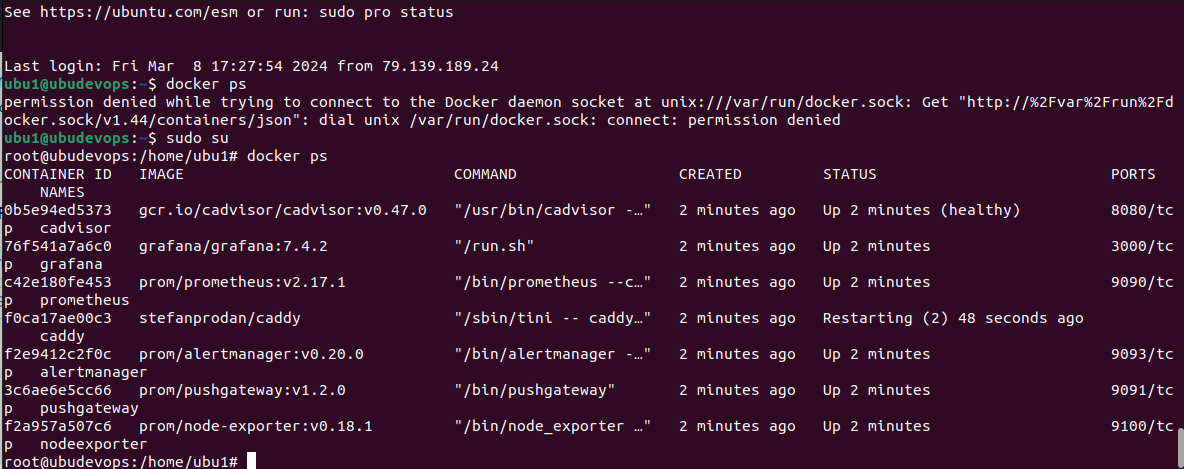 See https://ubuntu.com/esm or run: sudo pro status
Last login: Fri Mar  8 17:27:54 2024 from 79.139.189.24
ubu1@ubudevops:~$ docker ps
permission denied while trying to connect to the Docker daemon socket at unix:///var/run/docker.sock: Get "http://%2Fvar%2Frun%2Fd
ocker.sock/v1.44/containers/json": dial unix /var/run/docker.sock: connect: permission denied
ubu1@ubudevops:~$ sudo su
root@ubudevops:/home/ubu1# docker ps
CONTAINER ID   IMAGE                              COMMAND                  CREATED         STATUS                          PORTS
    NAMES
0b5e94ed5373   gcr.io/cadvisor/cadvisor:v0.47.0   "/usr/bin/cadvisor -…"   2 minutes ago   Up 2 minutes (healthy)          8080/tc
p   cadvisor
76f541a7a6c0   grafana/grafana:7.4.2              "/run.sh"                2 minutes ago   Up 2 minutes                    3000/tc
p   grafana
c42e180fe453   prom/prometheus:v2.17.1            "/bin/prometheus --c…"   2 minutes ago   Up 2 minutes                    9090/tc
p   prometheus
f0ca17ae00c3   stefanprodan/caddy                 "/sbin/tini -- caddy…"   2 minutes ago   Restarting (2) 48 seconds ago
    caddy
f2e9412c2f0c   prom/alertmanager:v0.20.0          "/bin/alertmanager -…"   2 minutes ago   Up 2 minutes                    9093/tc
p   alertmanager
3c6ae6e5cc66   prom/pushgateway:v1.2.0            "/bin/pushgateway"       2 minutes ago   Up 2 minutes                    9091/tc
p   pushgateway
f2a957a507c6   prom/node-exporter:v0.18.1         "/bin/node_exporter …"   2 minutes ago   Up 2 minutes                    9100/tc
p   nodeexporter
root@ubudevops:/home/ubu1#